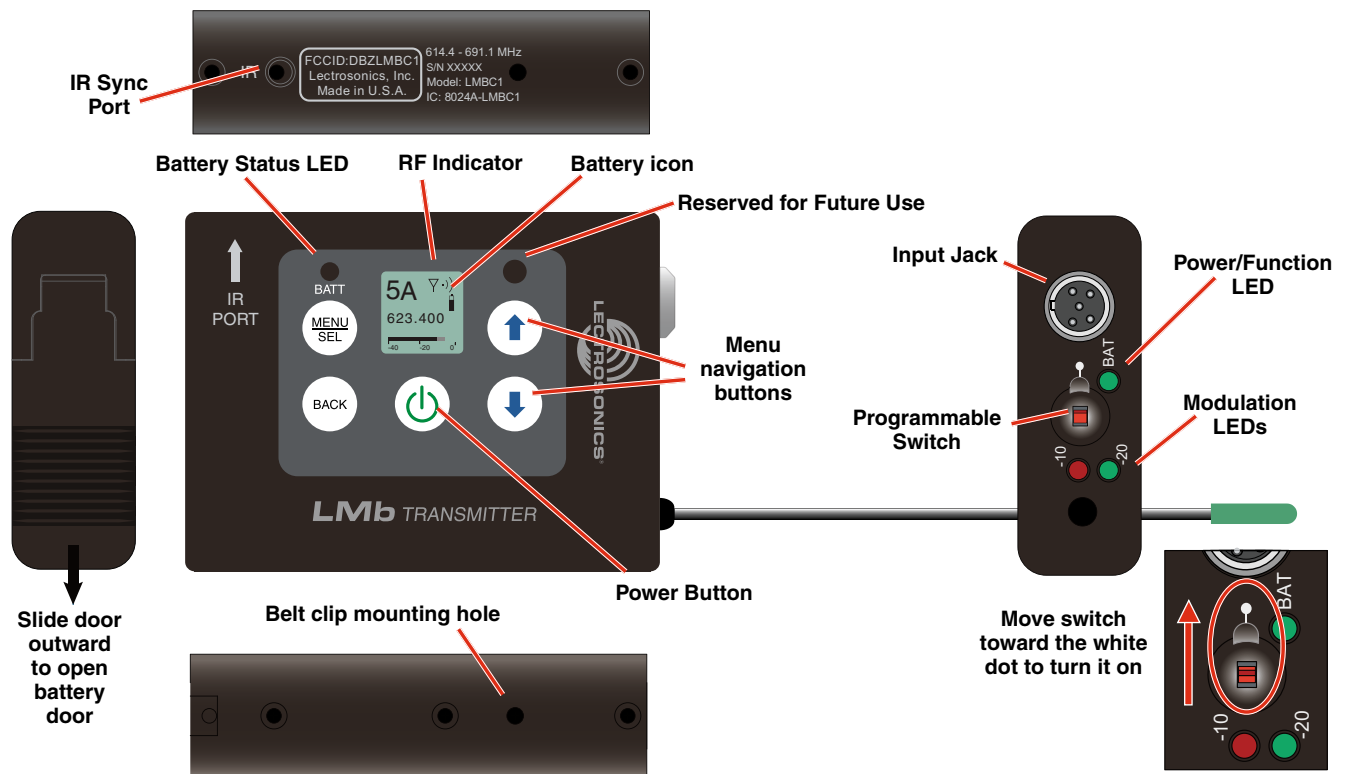 IR Sync
Port
IR
FCCID:DBZLMBC1
Lectrosonics, Inc.
Made in U.S.A.
614.4 - 691.1 MHz
S/N XXXXX
Model: LMBC1
IC: 8024A-LMBC1
Battery Status LED
RF Indicator
Battery icon
Reserved for Future Use
IR
PORT
BATT
MENU
SEL
BACK
5A
623.400
-40 -20 0
LECTROSONICS®
LMb TRANSMITTER
Menu
navigation
buttons
Power Button
Input Jack
Power/Function
LED
Programmable
Switch
Modulation
LEDs
BAT
-10
-20
Slide door
outward
to open
battery
door
Belt clip mounting hole
Move switch
toward the white
dot to turn it on
BAT
-10
-20